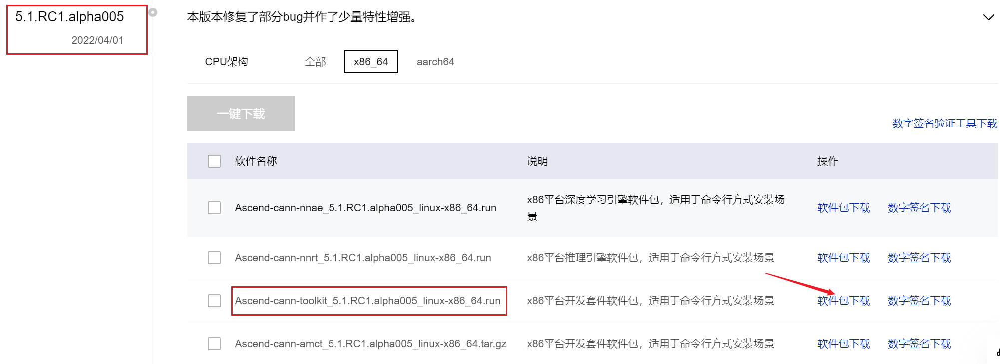 5.1.RC1.alpha005
2022/04/01
本版本修复了部分bug并作了少量特性增强。
CPU架构 全部 x86_64 aarch64
一键下载
数字签名验证工具下载
软件名称 说明 操作
Ascend-cann-nnae_5.1.RC1.alpha005_linux-x86_64.run x86平台深度学习引擎软件包，适用于命令行方式安装场景 软件包下载 数字签名下载
Ascend-cann-nnrt_5.1.RC1.alpha005_linux-x86_64.run x86平台推理引擎软件包，适用于命令行方式安装场景 软件包下载 数字签名下载
Ascend-cann-toolkit_5.1.RC1.alpha005_linux-x86_64.run x86平台开发套件软件包，适用于命令行方式安装场景 软件包下载 数字签名下载
Ascend-cann-amct_5.1.RC1.alpha005_linux-x86_64.tar.gz x86平台开发套件软件包，适用于命令行方式安装场景 软件包下载 数字签名下载